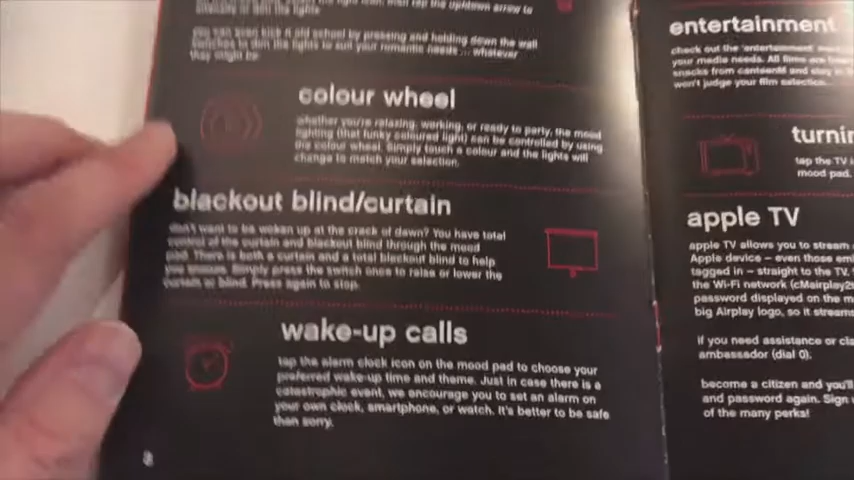 you can even kick it old school by pressing and holding down the wall
switches to dim the lights to suit your romantic needs... whatever
they might be.
colour wheel
whether you're relaxing, working, or ready to party, the mood
lighting (that funky coloured light) can be controlled by using
the colour wheel. Simply touch a colour and the lights will
change to match your selection.
blackout blind/curtain
don't want to be woken up at the crack of dawn? You have total
control of the curtain and blackout blind through the mood
pad. There is both a curtain and a total blackout blind to help
you snooze. Simply press the switch once to raise or lower the
curtain or blind. Press again to stop.
wake-up calls
tap the alarm clock icon on the mood pad to choose your
preferred wake-up time and theme. Just in case there is a
catastrophic event, we encourage you to set an alarm on
your own clock, smartphone, or watch. It's better to be safe
than sorry.
entertainment
check out the 'entertainment'
your media needs. All films are
snacks from canteenM and stay in
won't judge your film selection.
tap the TV
mood pad.
apple TV
apple TV allows you to stream
Apple device – even those
tagged in – straight to the TV.
the Wi-Fi network
password displayed on the
big Airplay logo, so it streams
if you need assistance
ambassador (dial 0).
become a citizen and you'll
and password again. Sign
of the many perks!